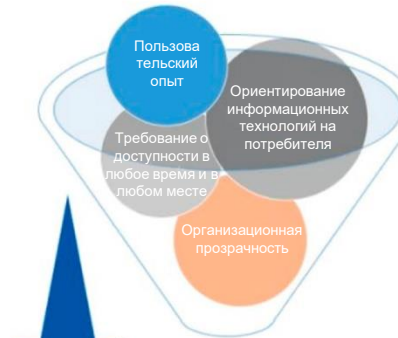 Пользова
тельский
опыт
Ориентирование
информационных
технологий на
потребителя
Требование о
доступности в
любое время и в
любом месте
Организационная
прозрачность